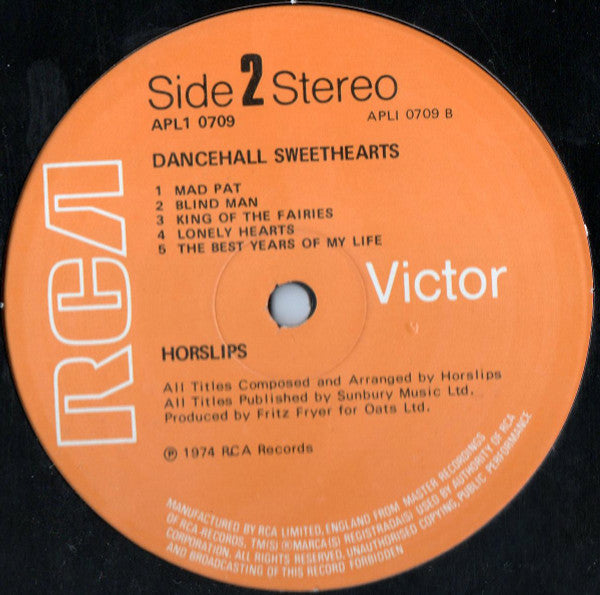 Side 2 Stereo
APL1 0709
APLI 0709 B
DANCEHALL SWEETHEARTS
1 MAD PAT
2 BLIND MAN
3 KING OF THE FAIRIES
4 LONELY HEARTS
5 THE BEST YEARS OF MY LIFE
RCA
Victor
HORSLIPS
All Titles Composed and Arranged by Horslips
All Titles Published by Sunbury Music Ltd.
Produced by Fritz Fryer for Oats Ltd.
℗ 1974 RCA Records
MANUFACTURED BY RCA LIMITED, ENGLAND FROM MASTER RECORDINGS
OF RCA RECORDS, TM(S) ® MARCA(S) REGISTRADA(S) USED BY AUTHORITY OF RCA
CORPORATION. ALL RIGHTS RESERVED. UNAUTHORISED COPYING, PUBLIC PERFORMANCE
AND BROADCASTING OF THIS RECORD FORBIDDEN